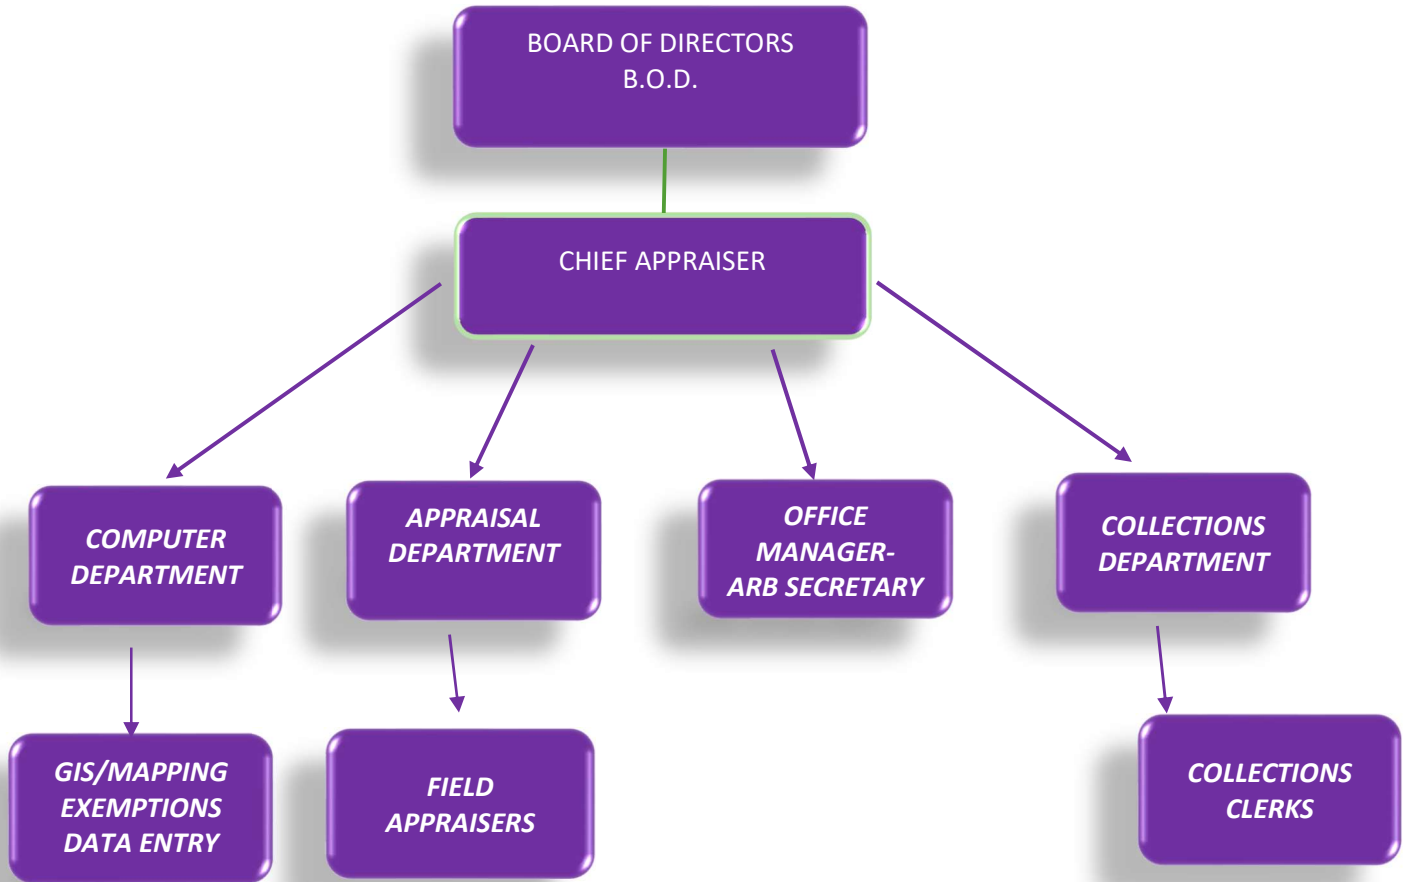 BOARD OF DIRECTORS
B.O.D.
CHIEF APPRAISER
COMPUTER
DEPARTMENT
APPRAISAL
DEPARTMENT
OFFICE
MANAGER-
ARB SECRETARY
COLLECTIONS
DEPARTMENT
GIS/MAPPING
EXEMPTIONS
DATA ENTRY
FIELD
APPRAISERS
COLLECTIONS
CLERKS